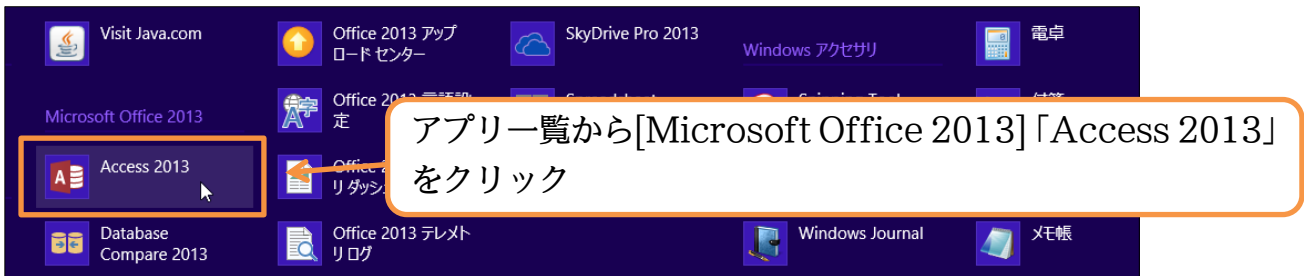 Visit Java.com
Microsoft Office 2013
Access 2013
Database
Compare 2013
Office 2013 アップ
ロード センター
Office 2013 言語設
定
Office 2
リ ダッシュ
Office 2013 テレメト
リ ログ
SkyDrive Pro 2013
アプリ一覧から[Microsoft Office 2013]「Access 2013」
をクリック
Windows アクセサリ
Windows Journal
電卓
メモ帳